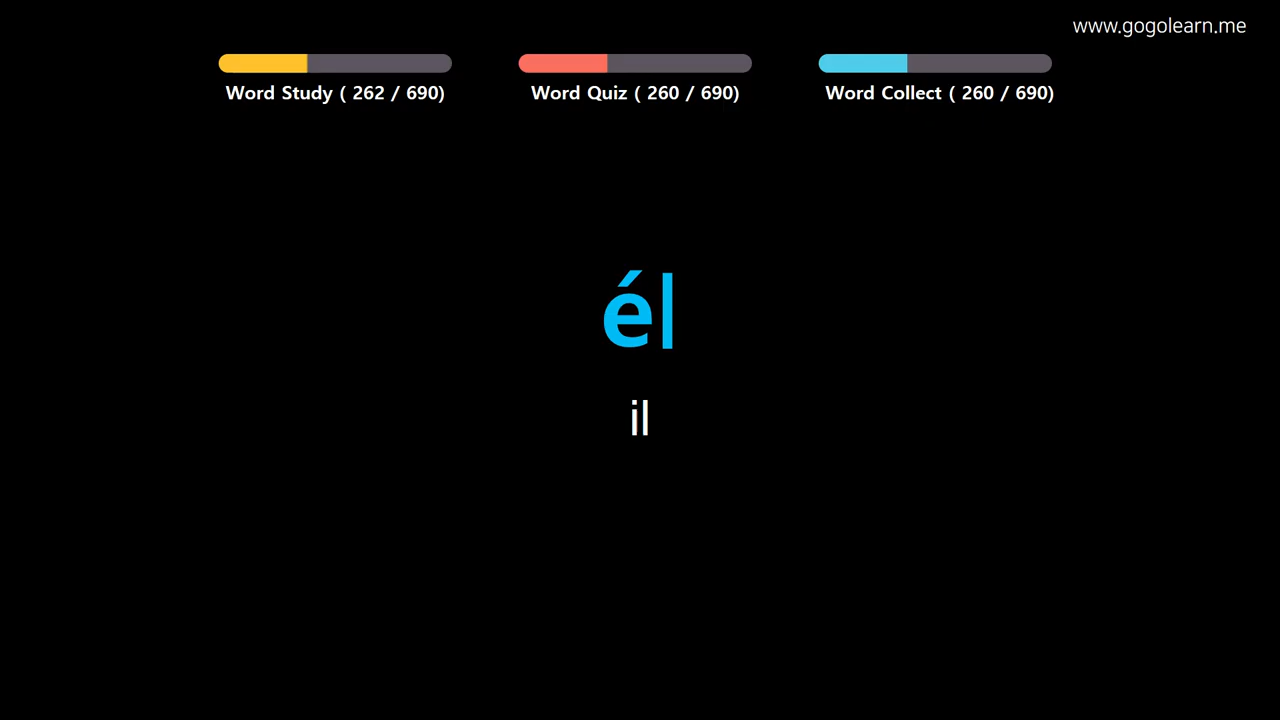 www.gogolearn.me
Word Study ( 262 / 690)
Word Quiz ( 260 / 690)
Word Collect ( 260 / 690)
él
il